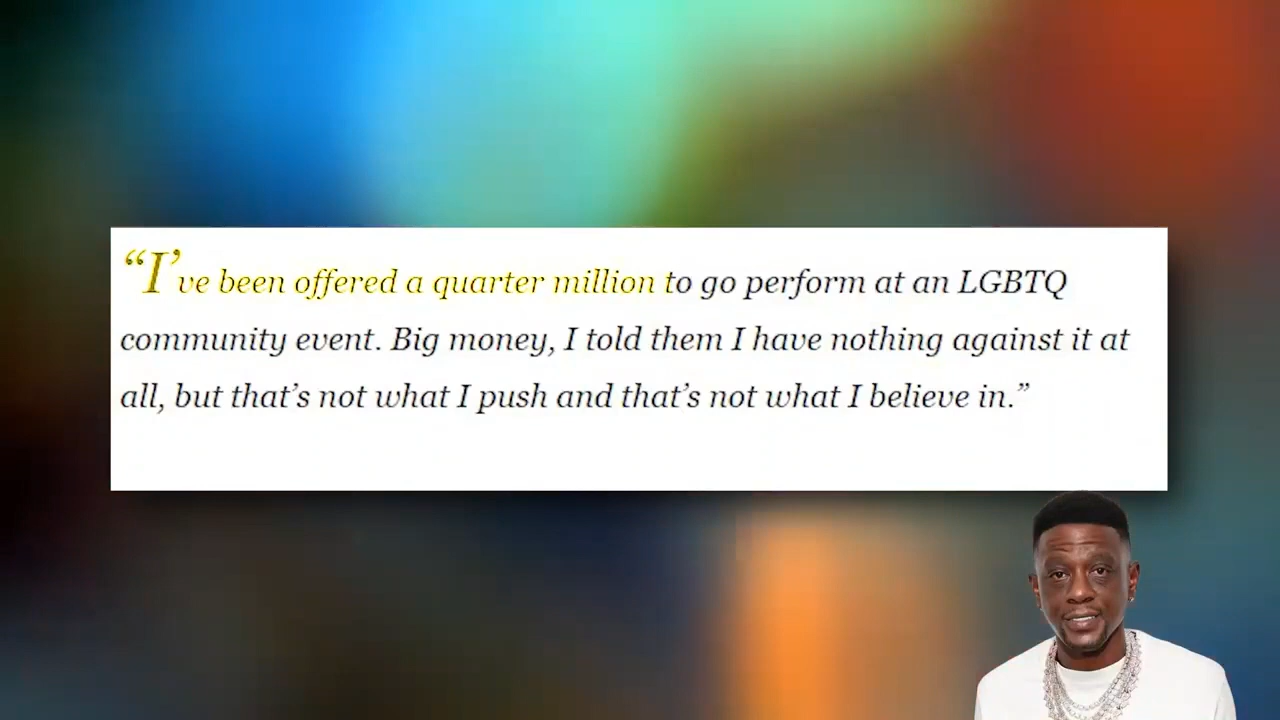 “I’ve been offered a quarter million to go perform at an LGBTQ
community event. Big money, I told them I have nothing against it at
all, but that’s not what I push and that’s not what I believe in.”